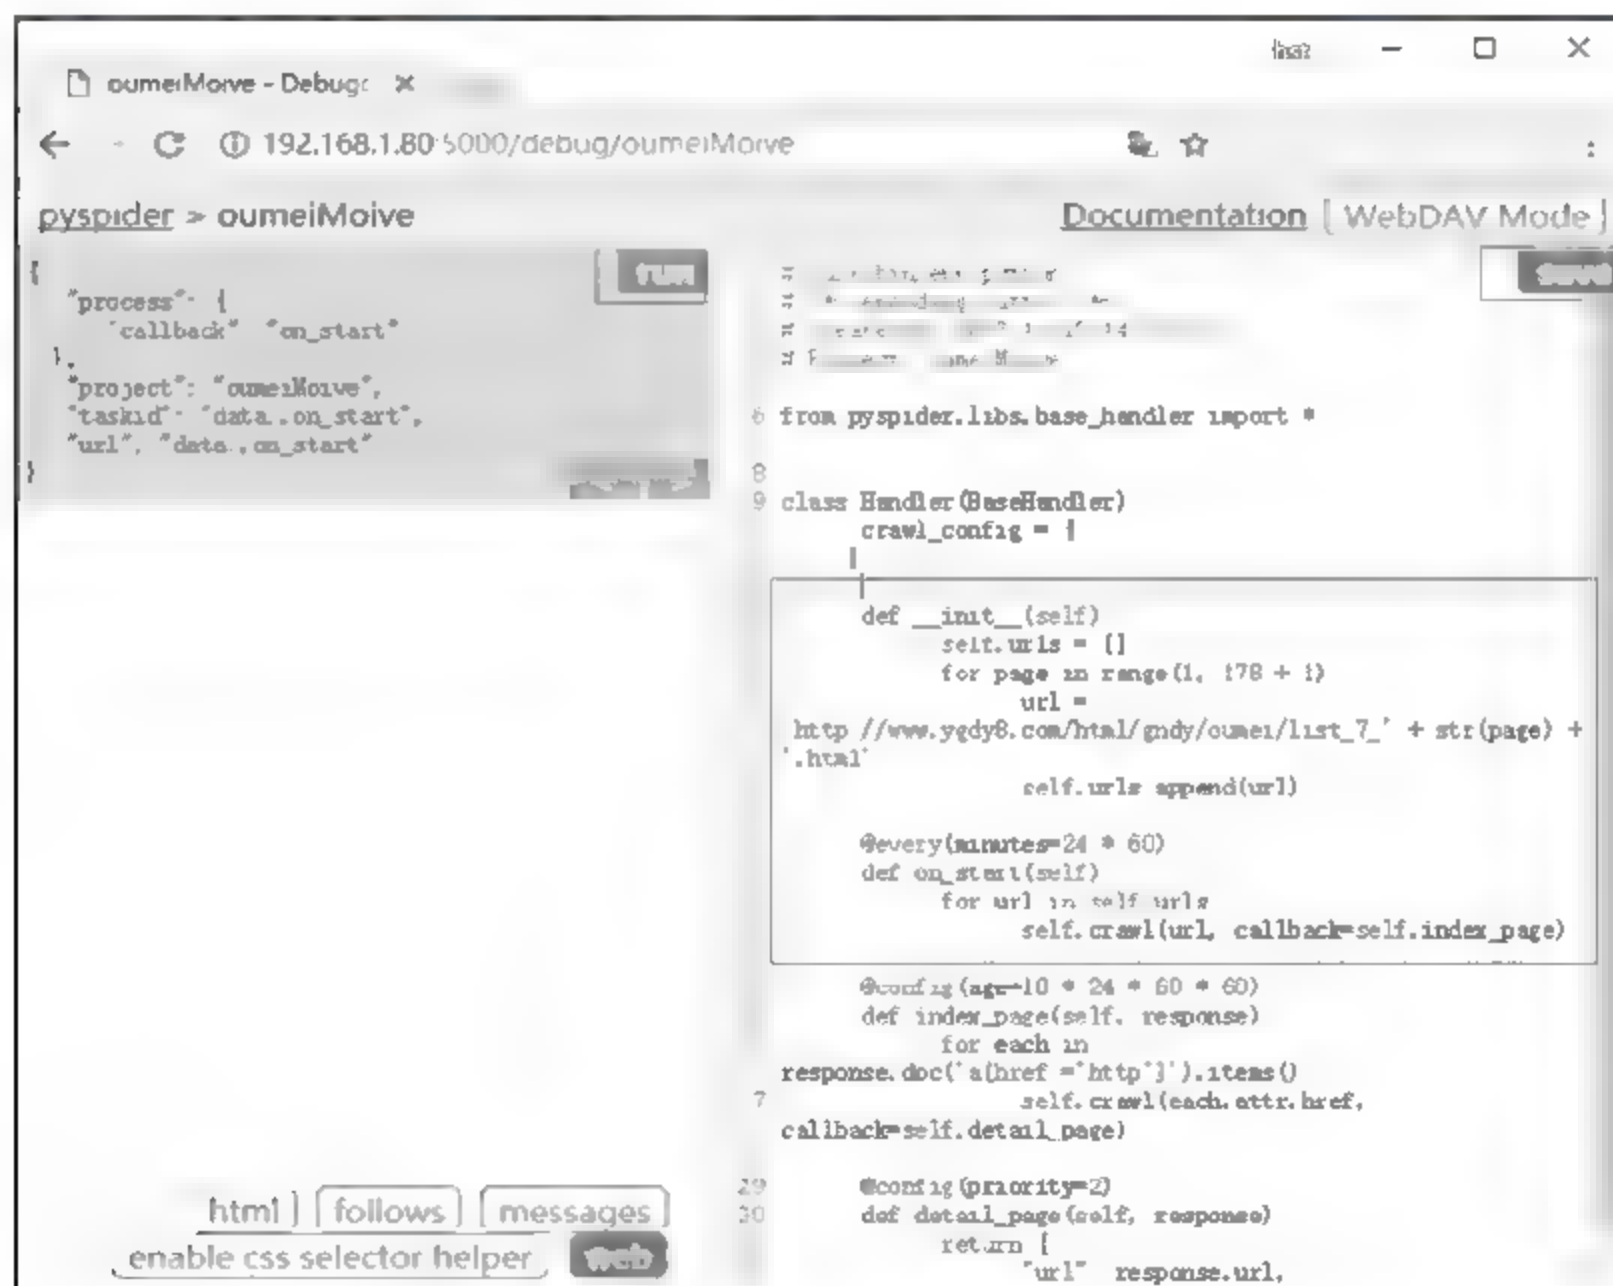 oumeiMoive - Debug
192.168.1.80:5000/debug/oumeiMoive
pyspider > oumeiMoive
Documentation [ WebDAV Mode ]
{
run
save
"process": {
"callback" "on_start"
},
"project": "oumeiMoive",
"taskid": "data,,on_start",
"url", "data,,on_start"
}
6 from pyspider.libs.base_handler import *
8
9 class Handler(BaseHandler)
crawl_config = {
}
def __init__(self)
self.urls = []
for page in range(1, 178 + 1)
url =
'http //www.ygdy8.com/html/gndy/oumei/list_7_' + str(page) +
'.html'
self.urls append(url)
@every(minutes=24 * 60)
def on_start(self)
for url in self urls
self.crawl(url, callback=self.index_page)
@config(age=10 * 24 * 60 * 60)
def index_page(self, response)
for each in
response.doc('a[href ="http"]').items()
7 self.crawl(each.attr.href,
callback=self.detail_page)
29 @config(priority=2)
30 def detail_page(self, response)
return {
"url" response.url,
html ] [ follows ] [ messages ]
enable css selector helper web